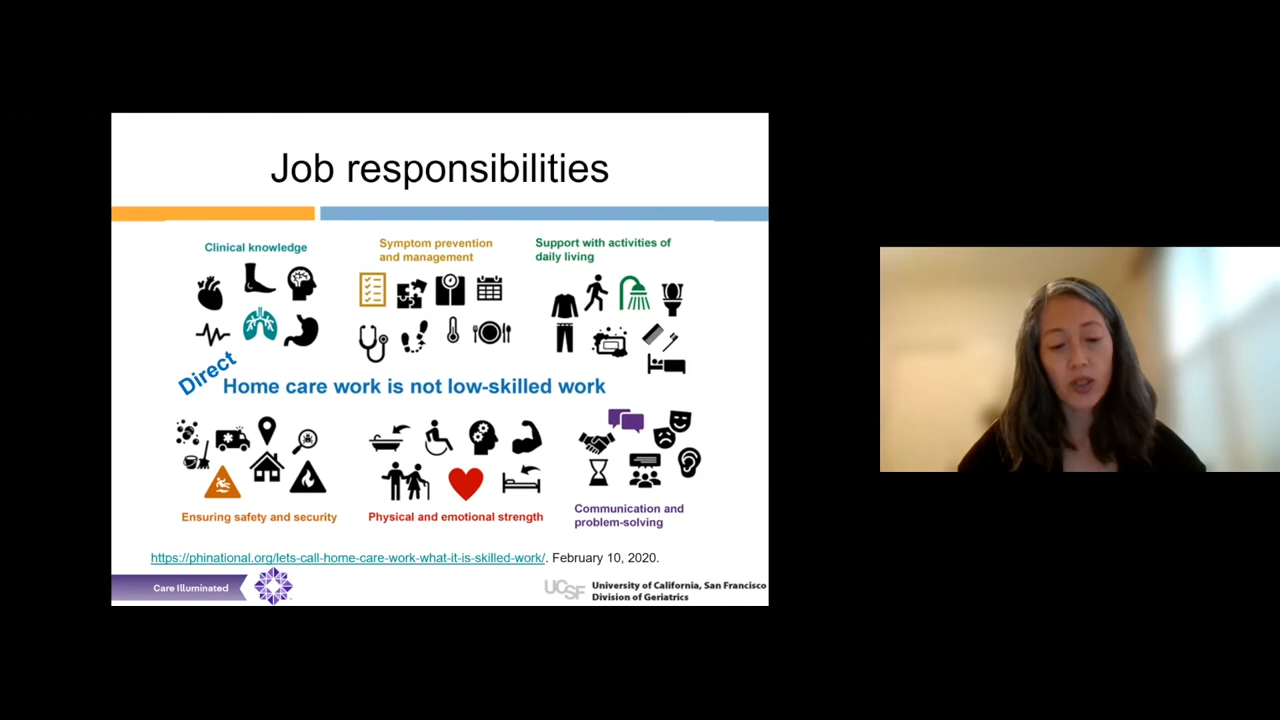 Job responsibilities
Clinical knowledge
Symptom prevention
and management
Support with activities of
daily living
Direct
Home care work is not low-skilled work
Ensuring safety and security
Physical and emotional strength
Communication and
problem-solving
https://phinational.org/lets-call-home-care-work-what-it-is-skilled-work/. February 10, 2020.
Care Illuminated
UCSF
University of California, San Francisco
Division of Geriatrics